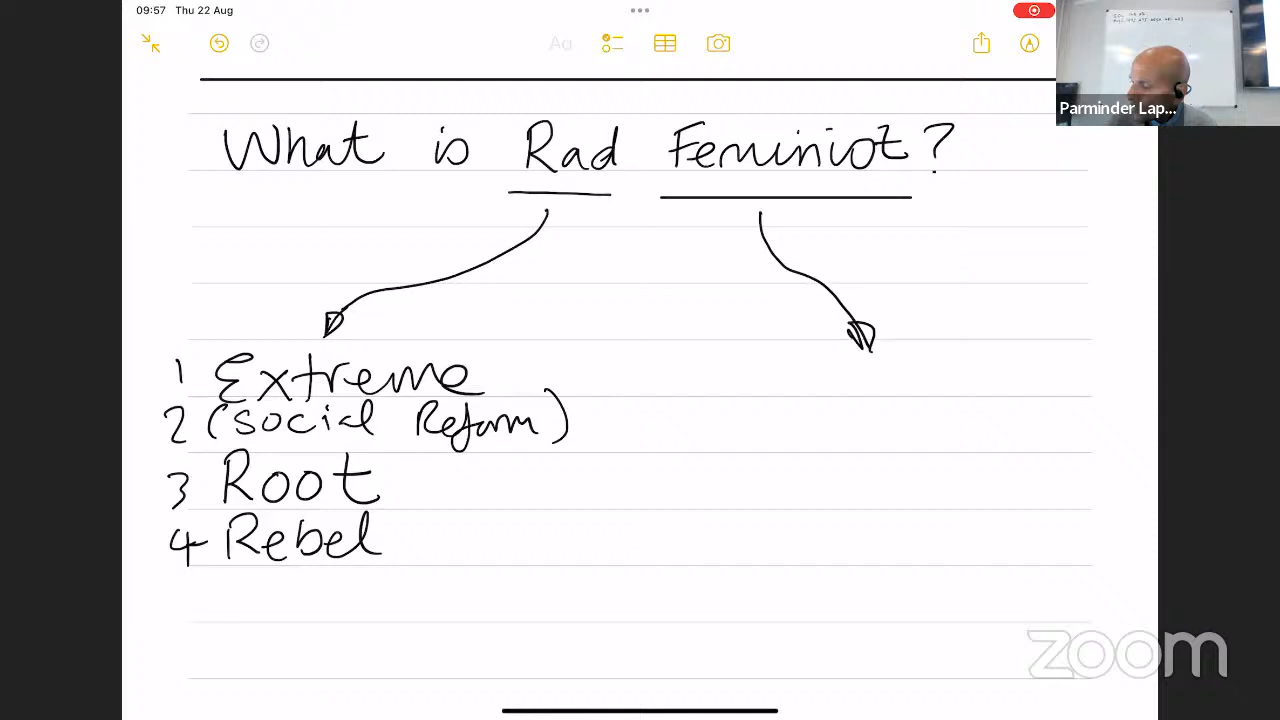 09:57 Thu 22 Aug
Aa
Parminder Lap...
What is Rad Feminist?
1 Extreme
2 (social Reform)
3 Root
4 Rebel
zoom